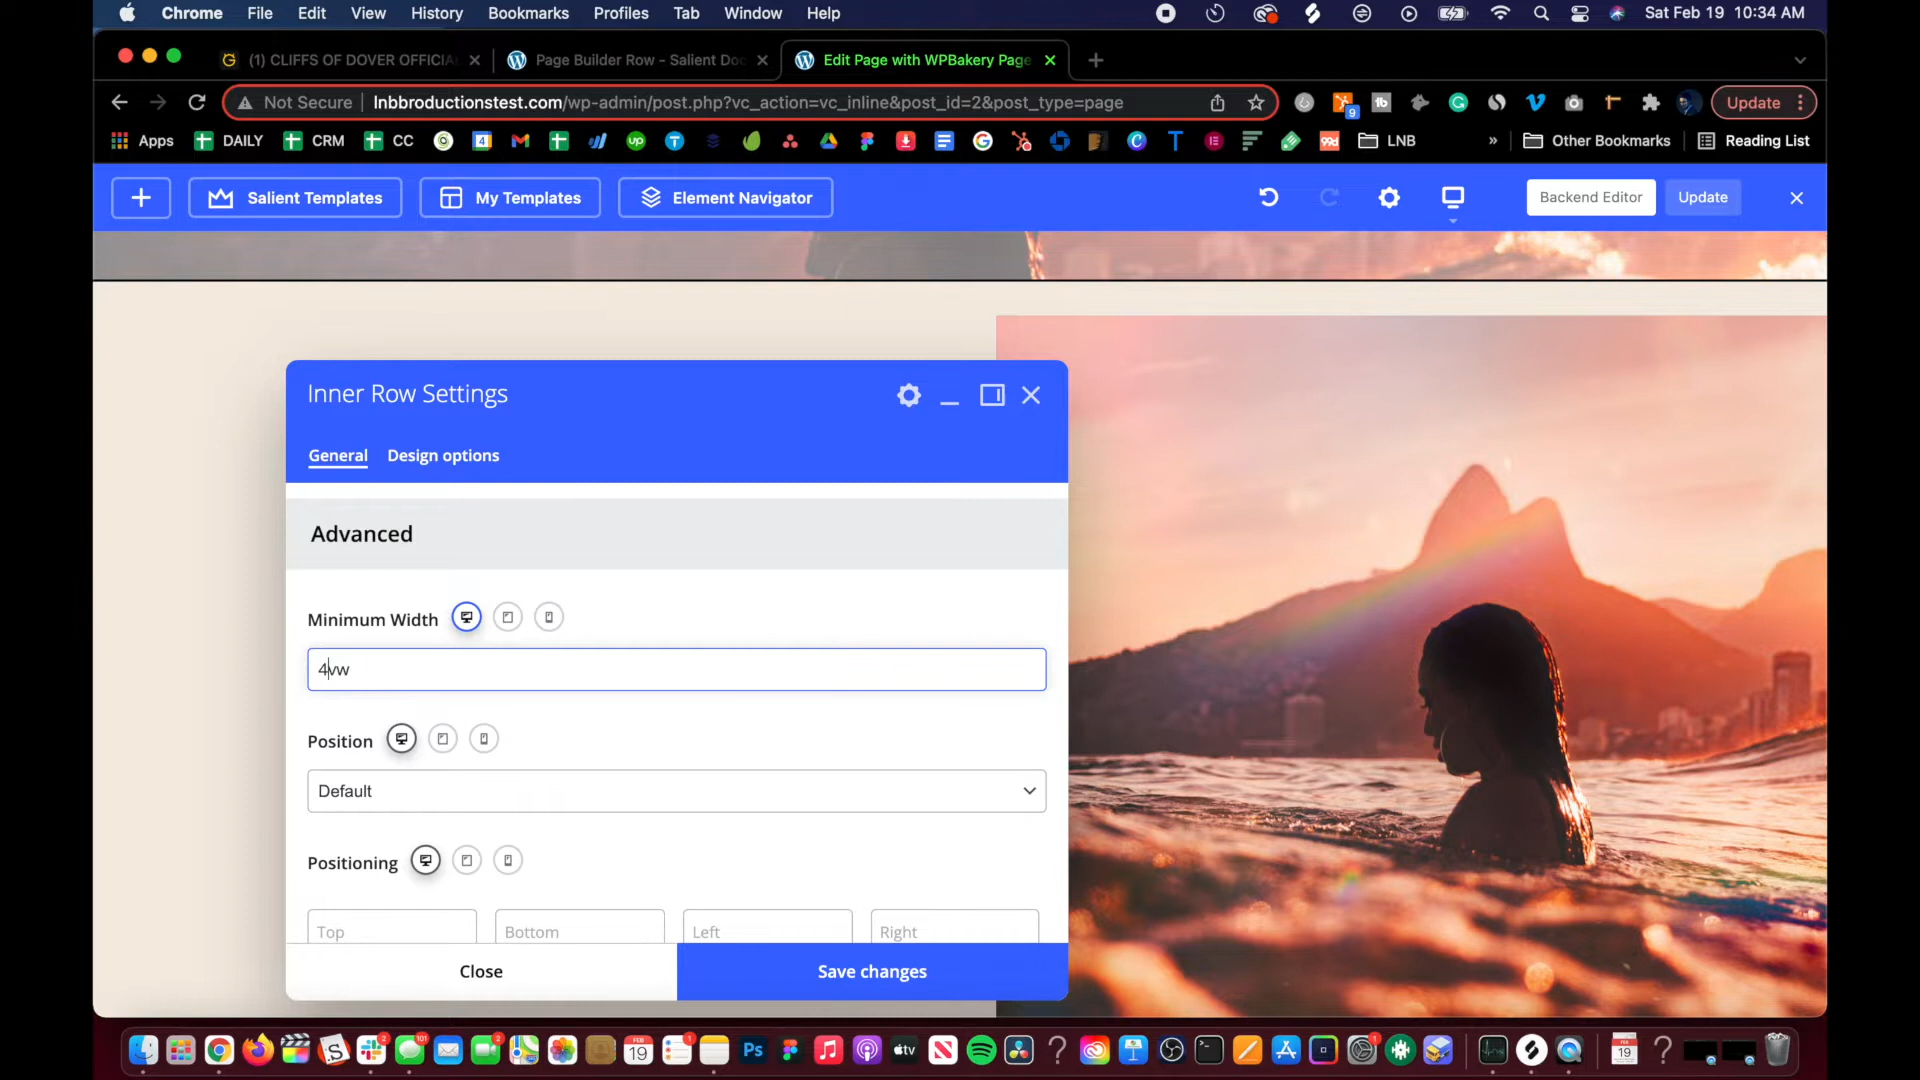 Chrome File Edit View History Bookmarks Profiles Tab Window Help Sat Feb 19 10:34 AM
(1) CLIFFS OF DOVER OFFICIA Page Builder Row – Salient Doc Edit Page with WPBakery Page
Not Secure lnbbroductionstest.com/wp-admin/post.php?vc_action=vc_inline&post_id=2&post_type=page 9 Update
Apps DAILY CRM CC LNB » Other Bookmarks Reading List
+ Salient Templates My Templates Element Navigator Backend Editor Update
Inner Row Settings
General Design options
Advanced
Minimum Width
4vw
Position
Default
Positioning
Top Bottom Left Right
Close Save changes